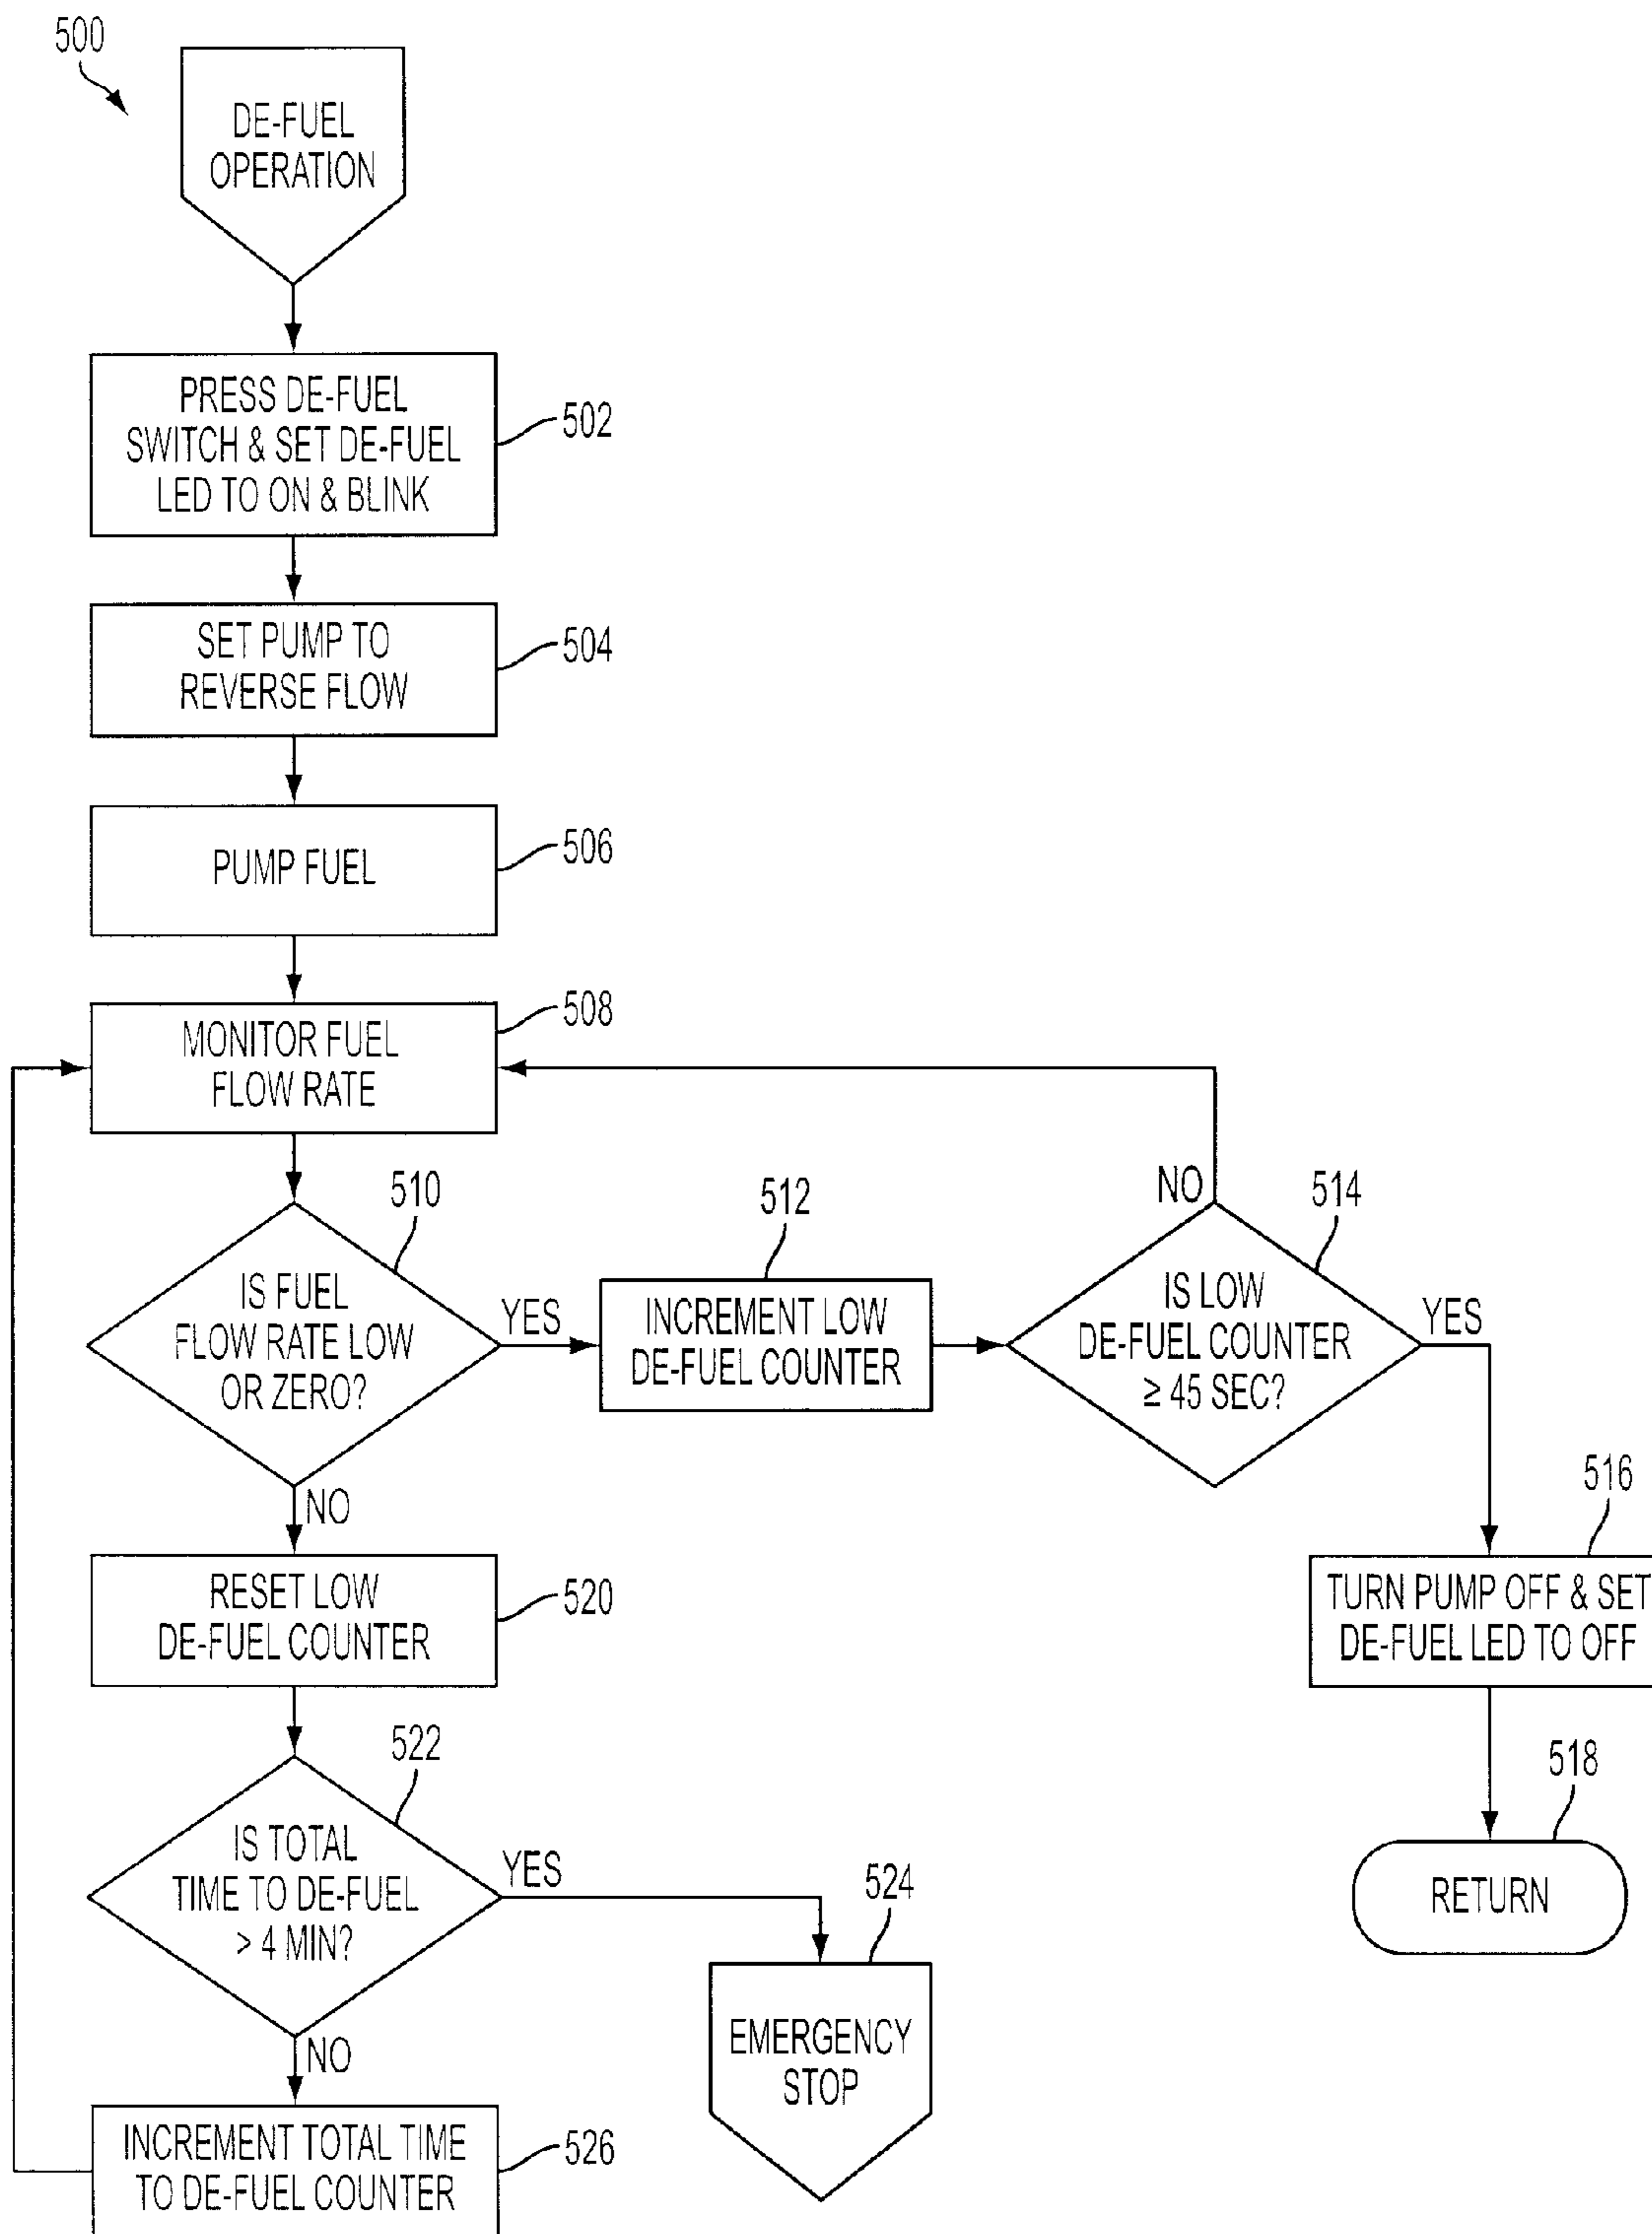 500
DE-FUEL
OPERATION
PRESS DE-FUEL
SWITCH & SET DE-FUEL
LED TO ON & BLINK
502
SET PUMP TO
REVERSE FLOW
504
PUMP FUEL
506
MONITOR FUEL
FLOW RATE
508
IS FUEL
FLOW RATE LOW
OR ZERO?
510
YES
NO
INCREMENT LOW
DE-FUEL COUNTER
512
IS LOW
DE-FUEL COUNTER
≥ 45 SEC?
514
NO
YES
TURN PUMP OFF & SET
DE-FUEL LED TO OFF
516
RETURN
518
RESET LOW
DE-FUEL COUNTER
520
IS TOTAL
TIME TO DE-FUEL
> 4 MIN?
522
YES
NO
EMERGENCY
STOP
524
INCREMENT TOTAL TIME
TO DE-FUEL COUNTER
526